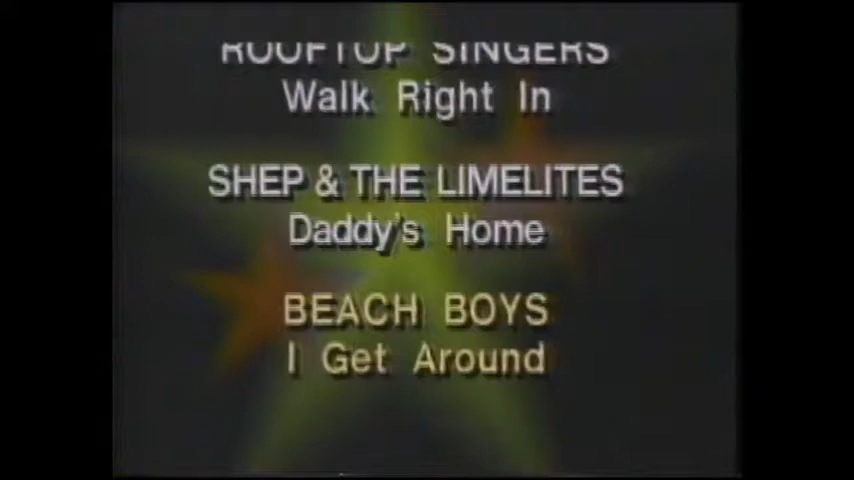 ROOFTOP SINGERS
Walk Right In
SHEP & THE LIMELITES
Daddy's Home
BEACH BOYS
I Get Around